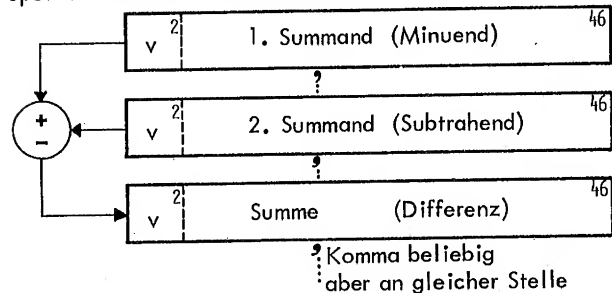 2 46
v 1. Summand (Minuend)
,
+
−
2 46
v 2. Summand (Subtrahend)
,
2 46
v Summe (Differenz)
, Komma beliebig
aber an gleicher Stelle